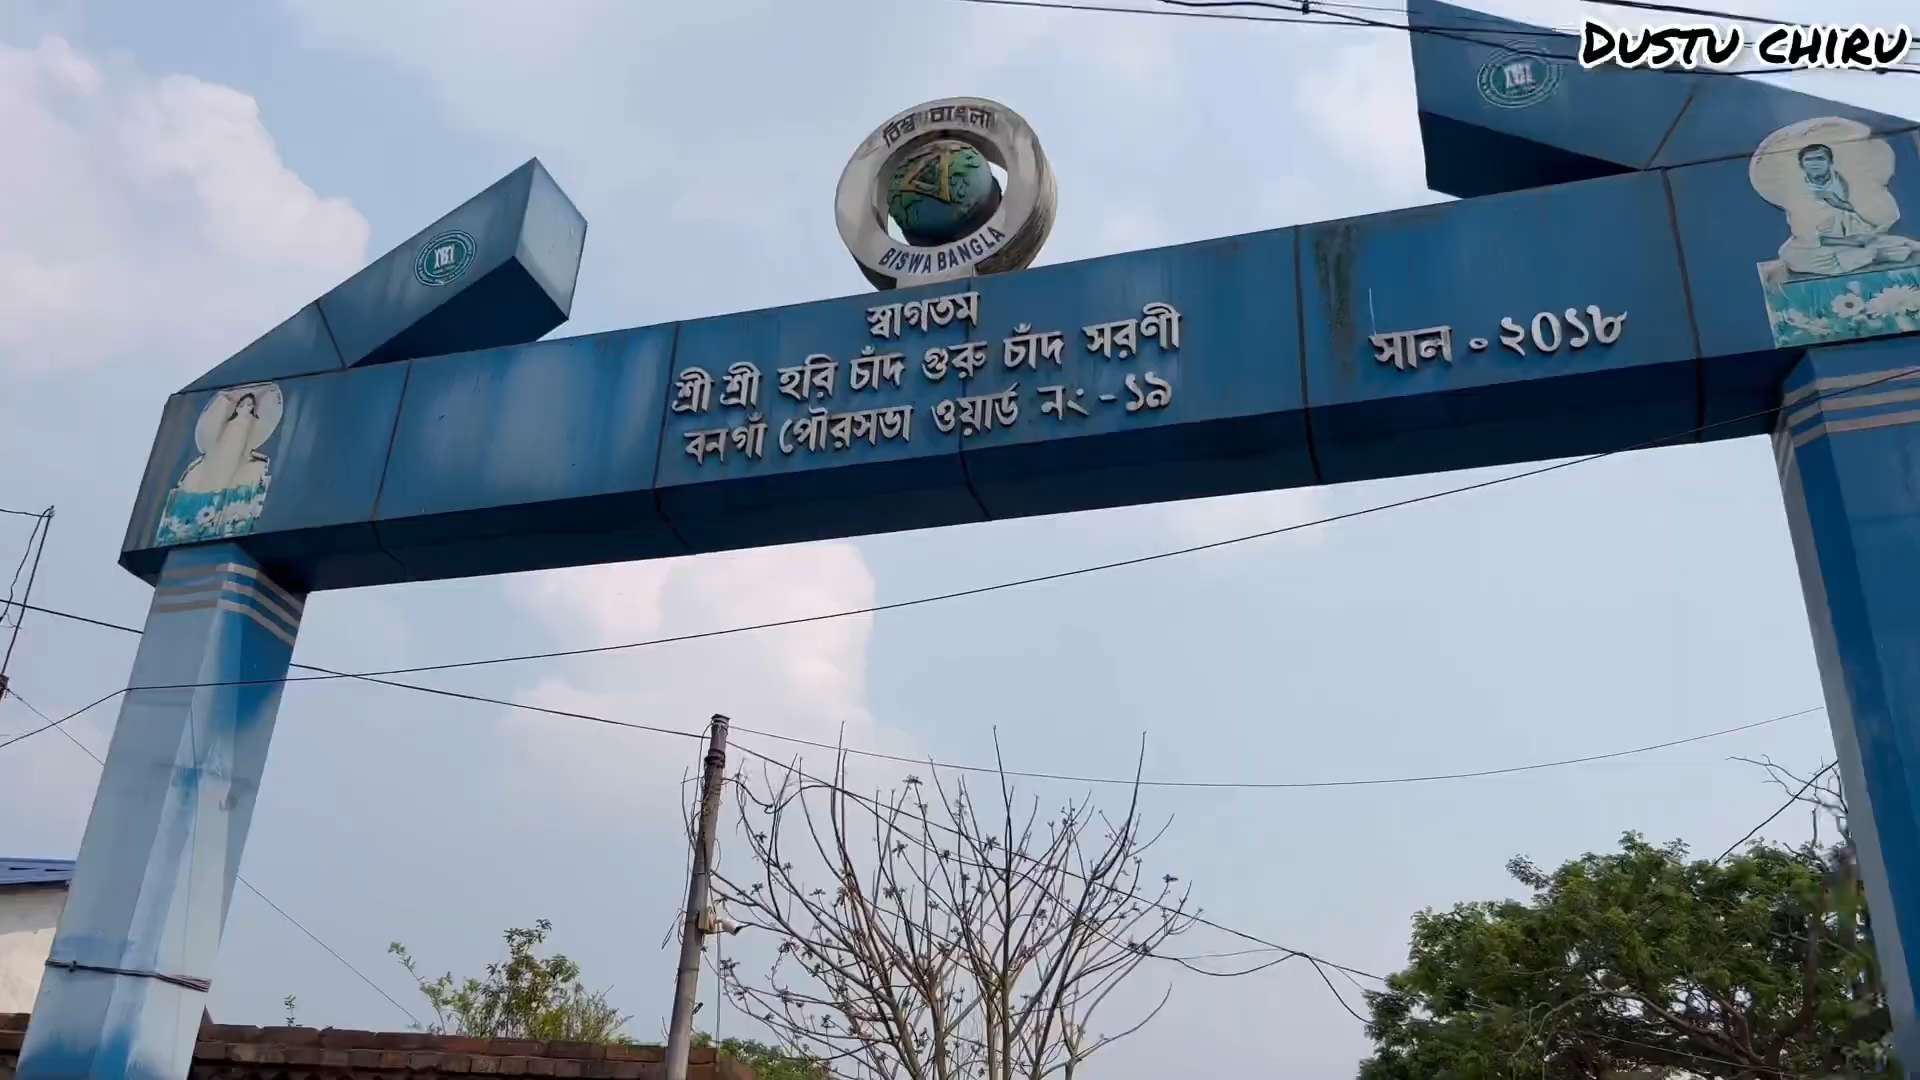 DUSTU CHIRU
বিশ্ব বাংলা
BISWA BANGLA
স্বাগতম
শ্রী শ্রী হরি চাঁদ গুরু চাঁদ সরণী
বনগাঁ পৌরসভা ওয়ার্ড নং - ১৯
সাল - ২০১৮